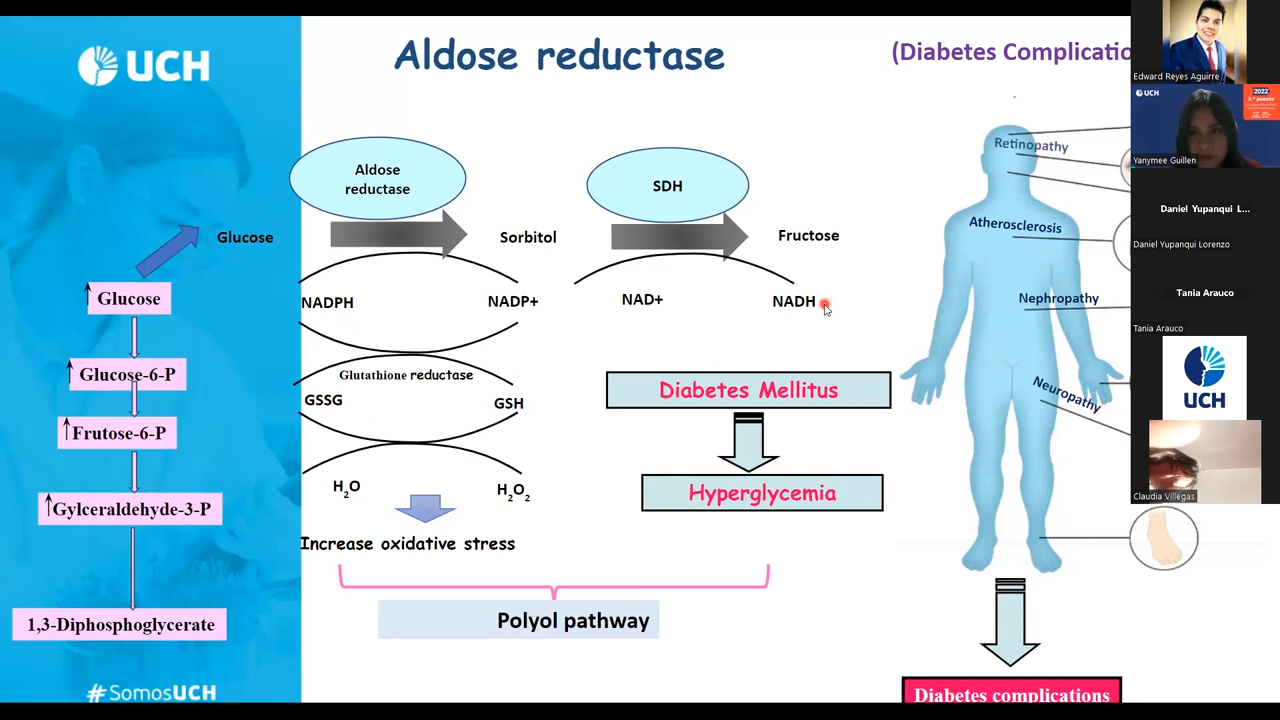 UCH
Aldose reductase
(Diabetes Complicatio
Aldose
reductase
SDH
Glucose
Sorbitol
Fructose
NADPH
NADP+
NAD+
NADH
Glutathione reductase
GSSG
GSH
H2O
H2O2
Increase oxidative stress
Polyol pathway
Glucose
Glucose-6-P
Frutose-6-P
Gylceraldehyde-3-P
1,3-Diphosphoglycerate
#SomosUCH
Diabetes Mellitus
Hyperglycemia
Retinopathy
Atherosclerosis
Nephropathy
Neuropathy
Diabetes complications
Edward Reyes Aguirre
UCH
2022
Yanymee Guillen
Daniel Yupanqui L...
Daniel Yupanqui Lorenzo
Tania Arauco
Tania Arauco
UCH
Claudia Villegas